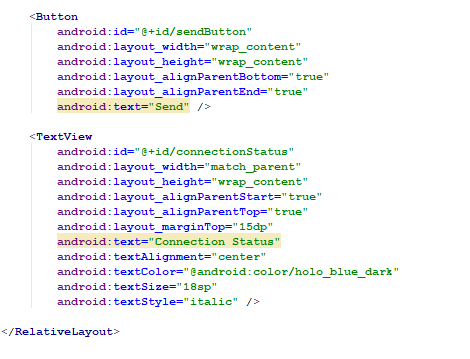 <Button
android:id="@+id/sendButton"
android:layout_width="wrap_content"
android:layout_height="wrap_content"
android:layout_alignParentBottom="true"
android:layout_alignParentEnd="true"
android:text="Send" />
<TextView
android:id="@+id/connectionStatus"
android:layout_width="match_parent"
android:layout_height="wrap_content"
android:layout_alignParentStart="true"
android:layout_alignParentTop="true"
android:layout_marginTop="15dp"
android:text="Connection Status"
android:textAlignment="center"
android:textColor="@android:color/holo_blue_dark"
android:textSize="18sp"
android:textStyle="italic" />
</RelativeLayout>